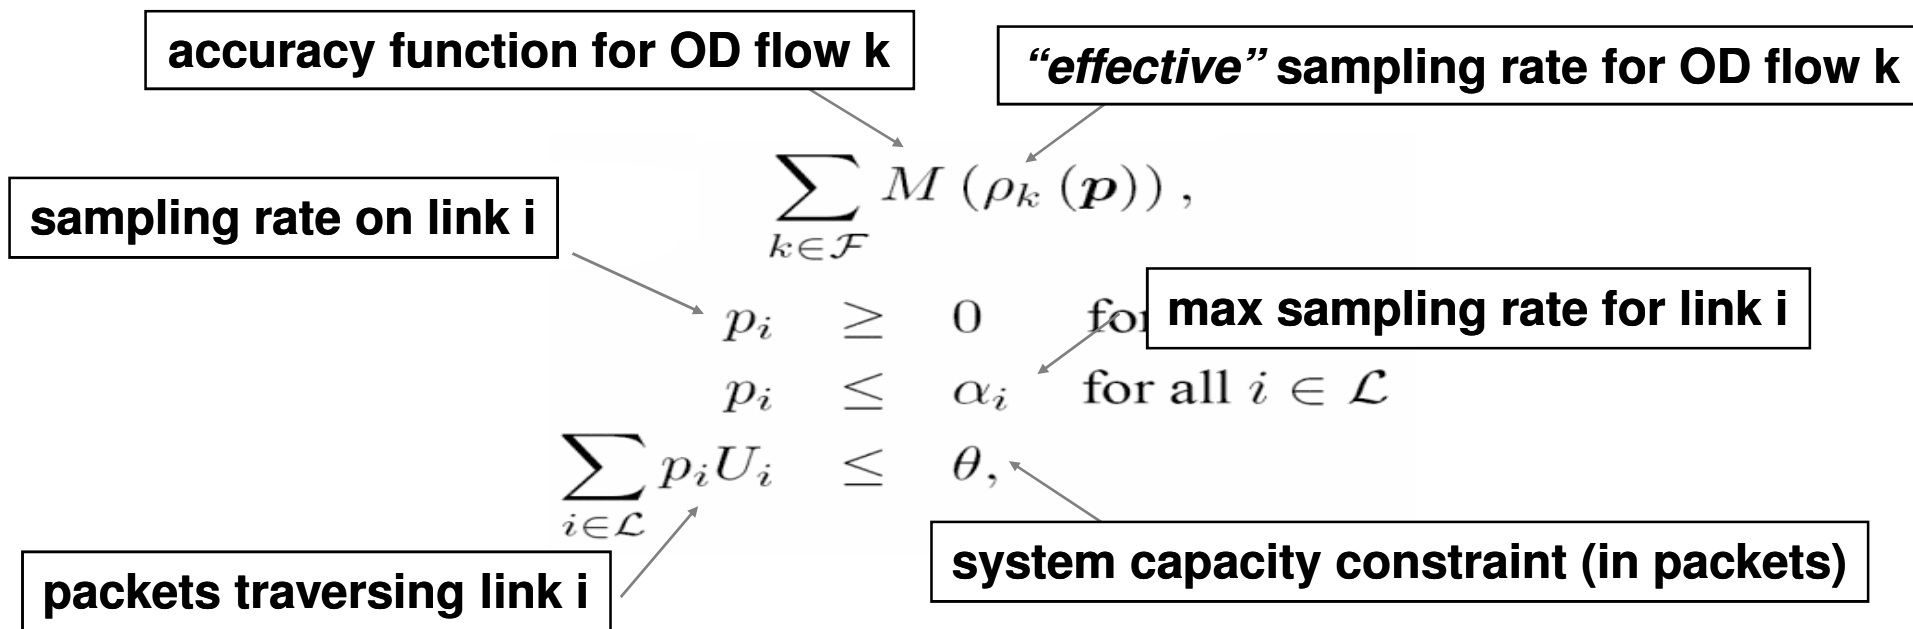 accuracy function for OD flow k
“effective” sampling rate for OD flow k
∑_{k∈ℱ} M (ρ_k (𝒑)) ,
sampling rate on link i
p_i ≥ 0 for
max sampling rate for link i
p_i ≤ α_i for all i ∈ ℒ
∑_{i∈ℒ} p_i U_i ≤ θ,
system capacity constraint (in packets)
packets traversing link i